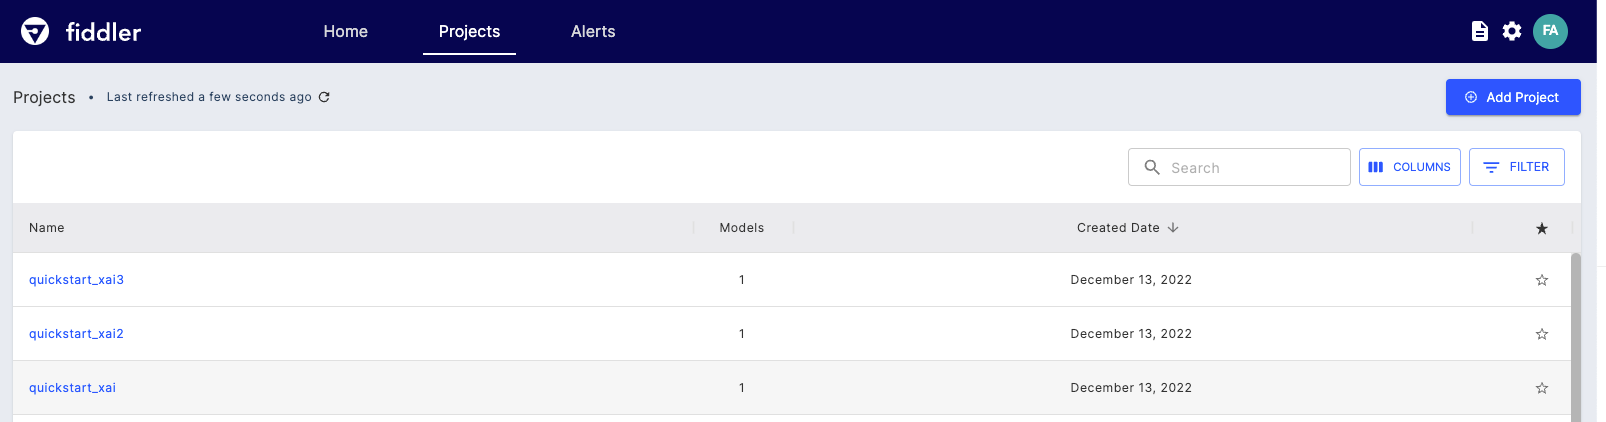 fiddler
Home Projects Alerts
FA
Projects • Last refreshed a few seconds ago
Add Project
Search
COLUMNS
FILTER
Name Models Created Date
quickstart_xai3 1 December 13, 2022
quickstart_xai2 1 December 13, 2022
quickstart_xai 1 December 13, 2022